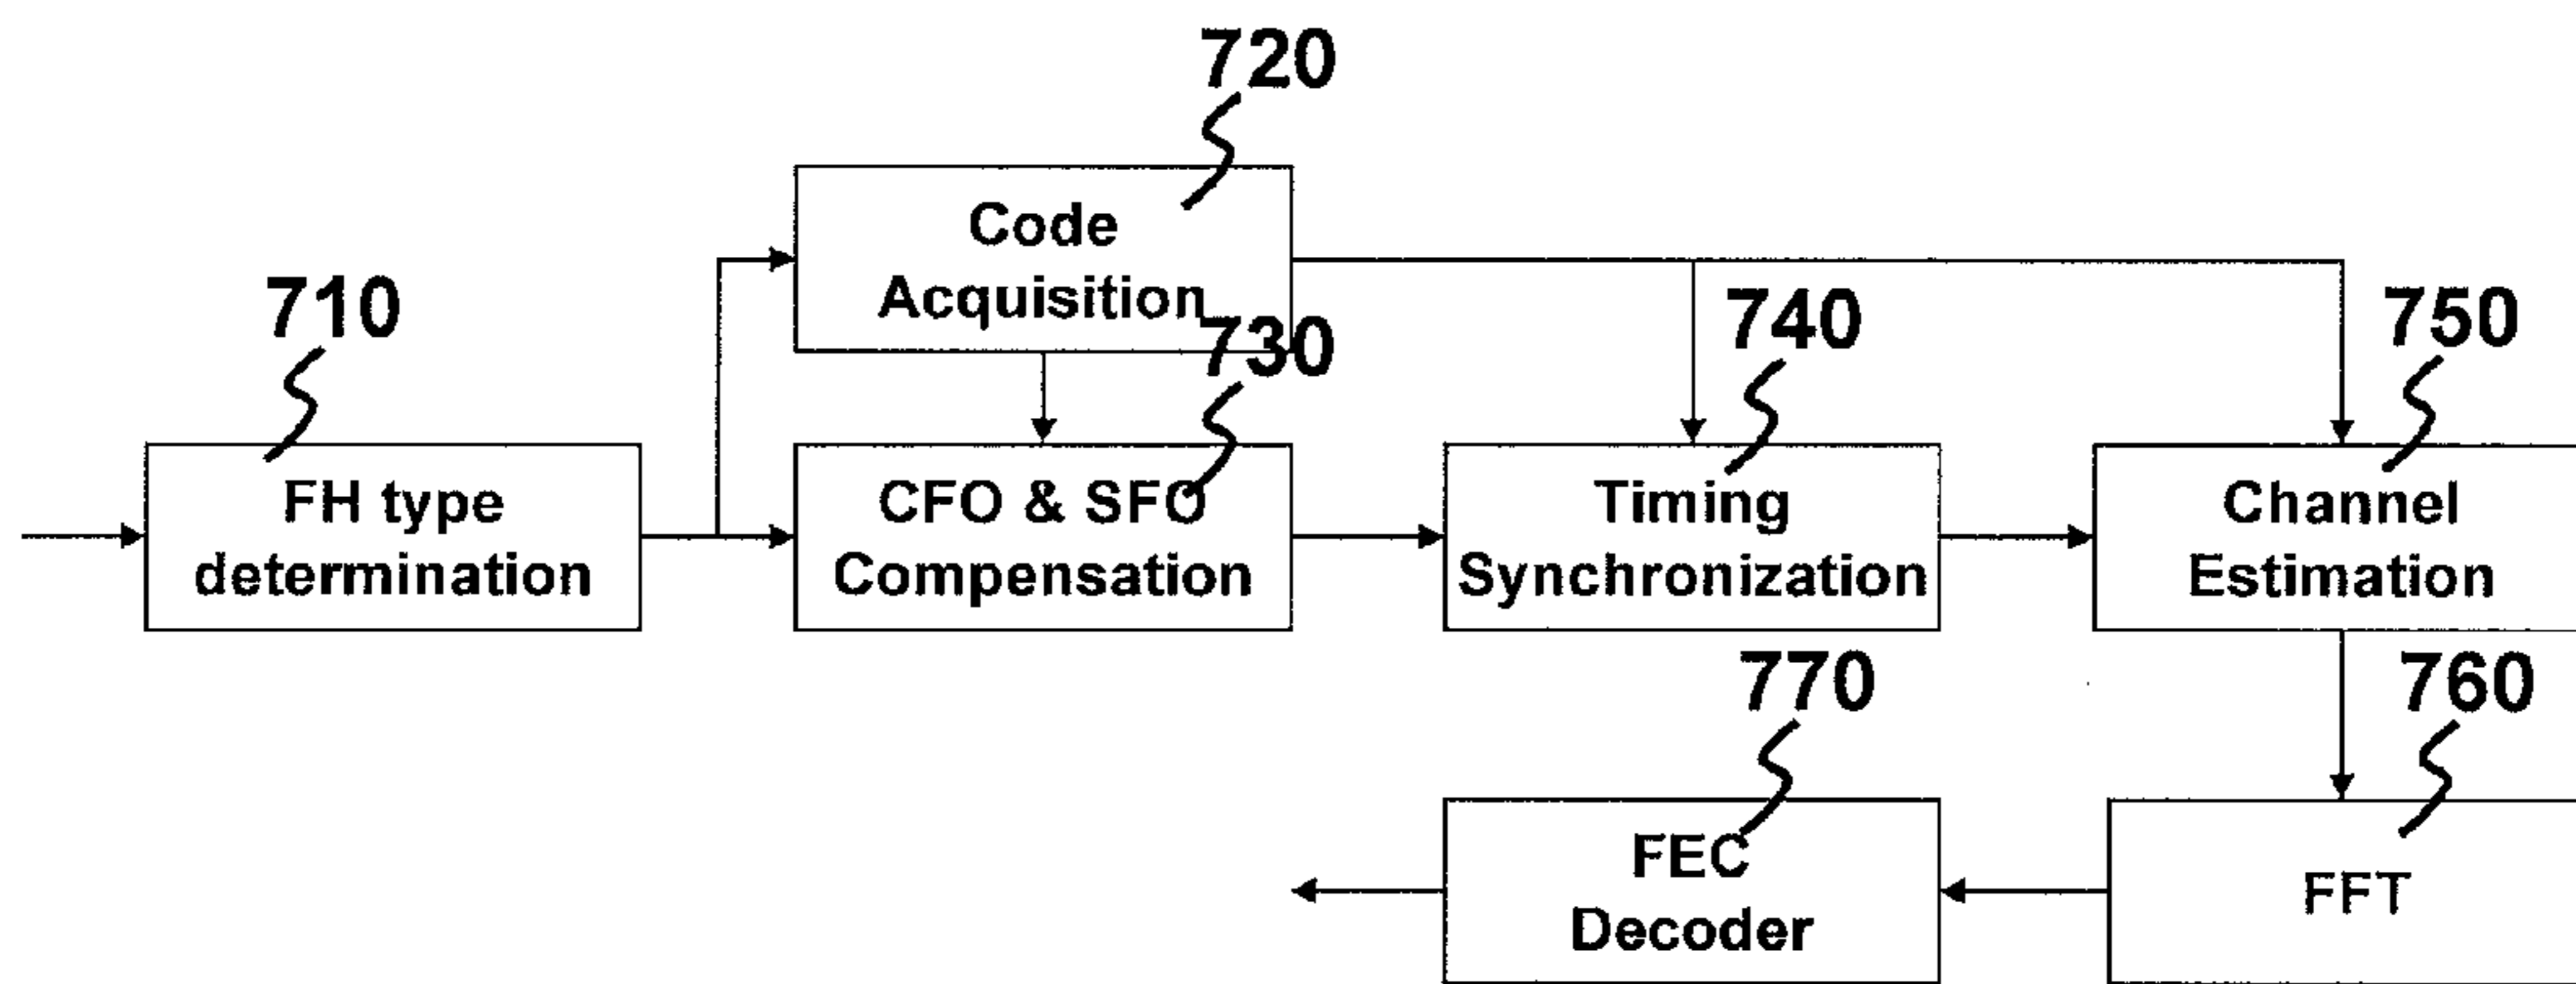 720
Code
Acquisition
710
730
740
750
FH type
determination
CFO & SFO
Compensation
Timing
Synchronization
Channel
Estimation
770
760
FEC
Decoder
FFT